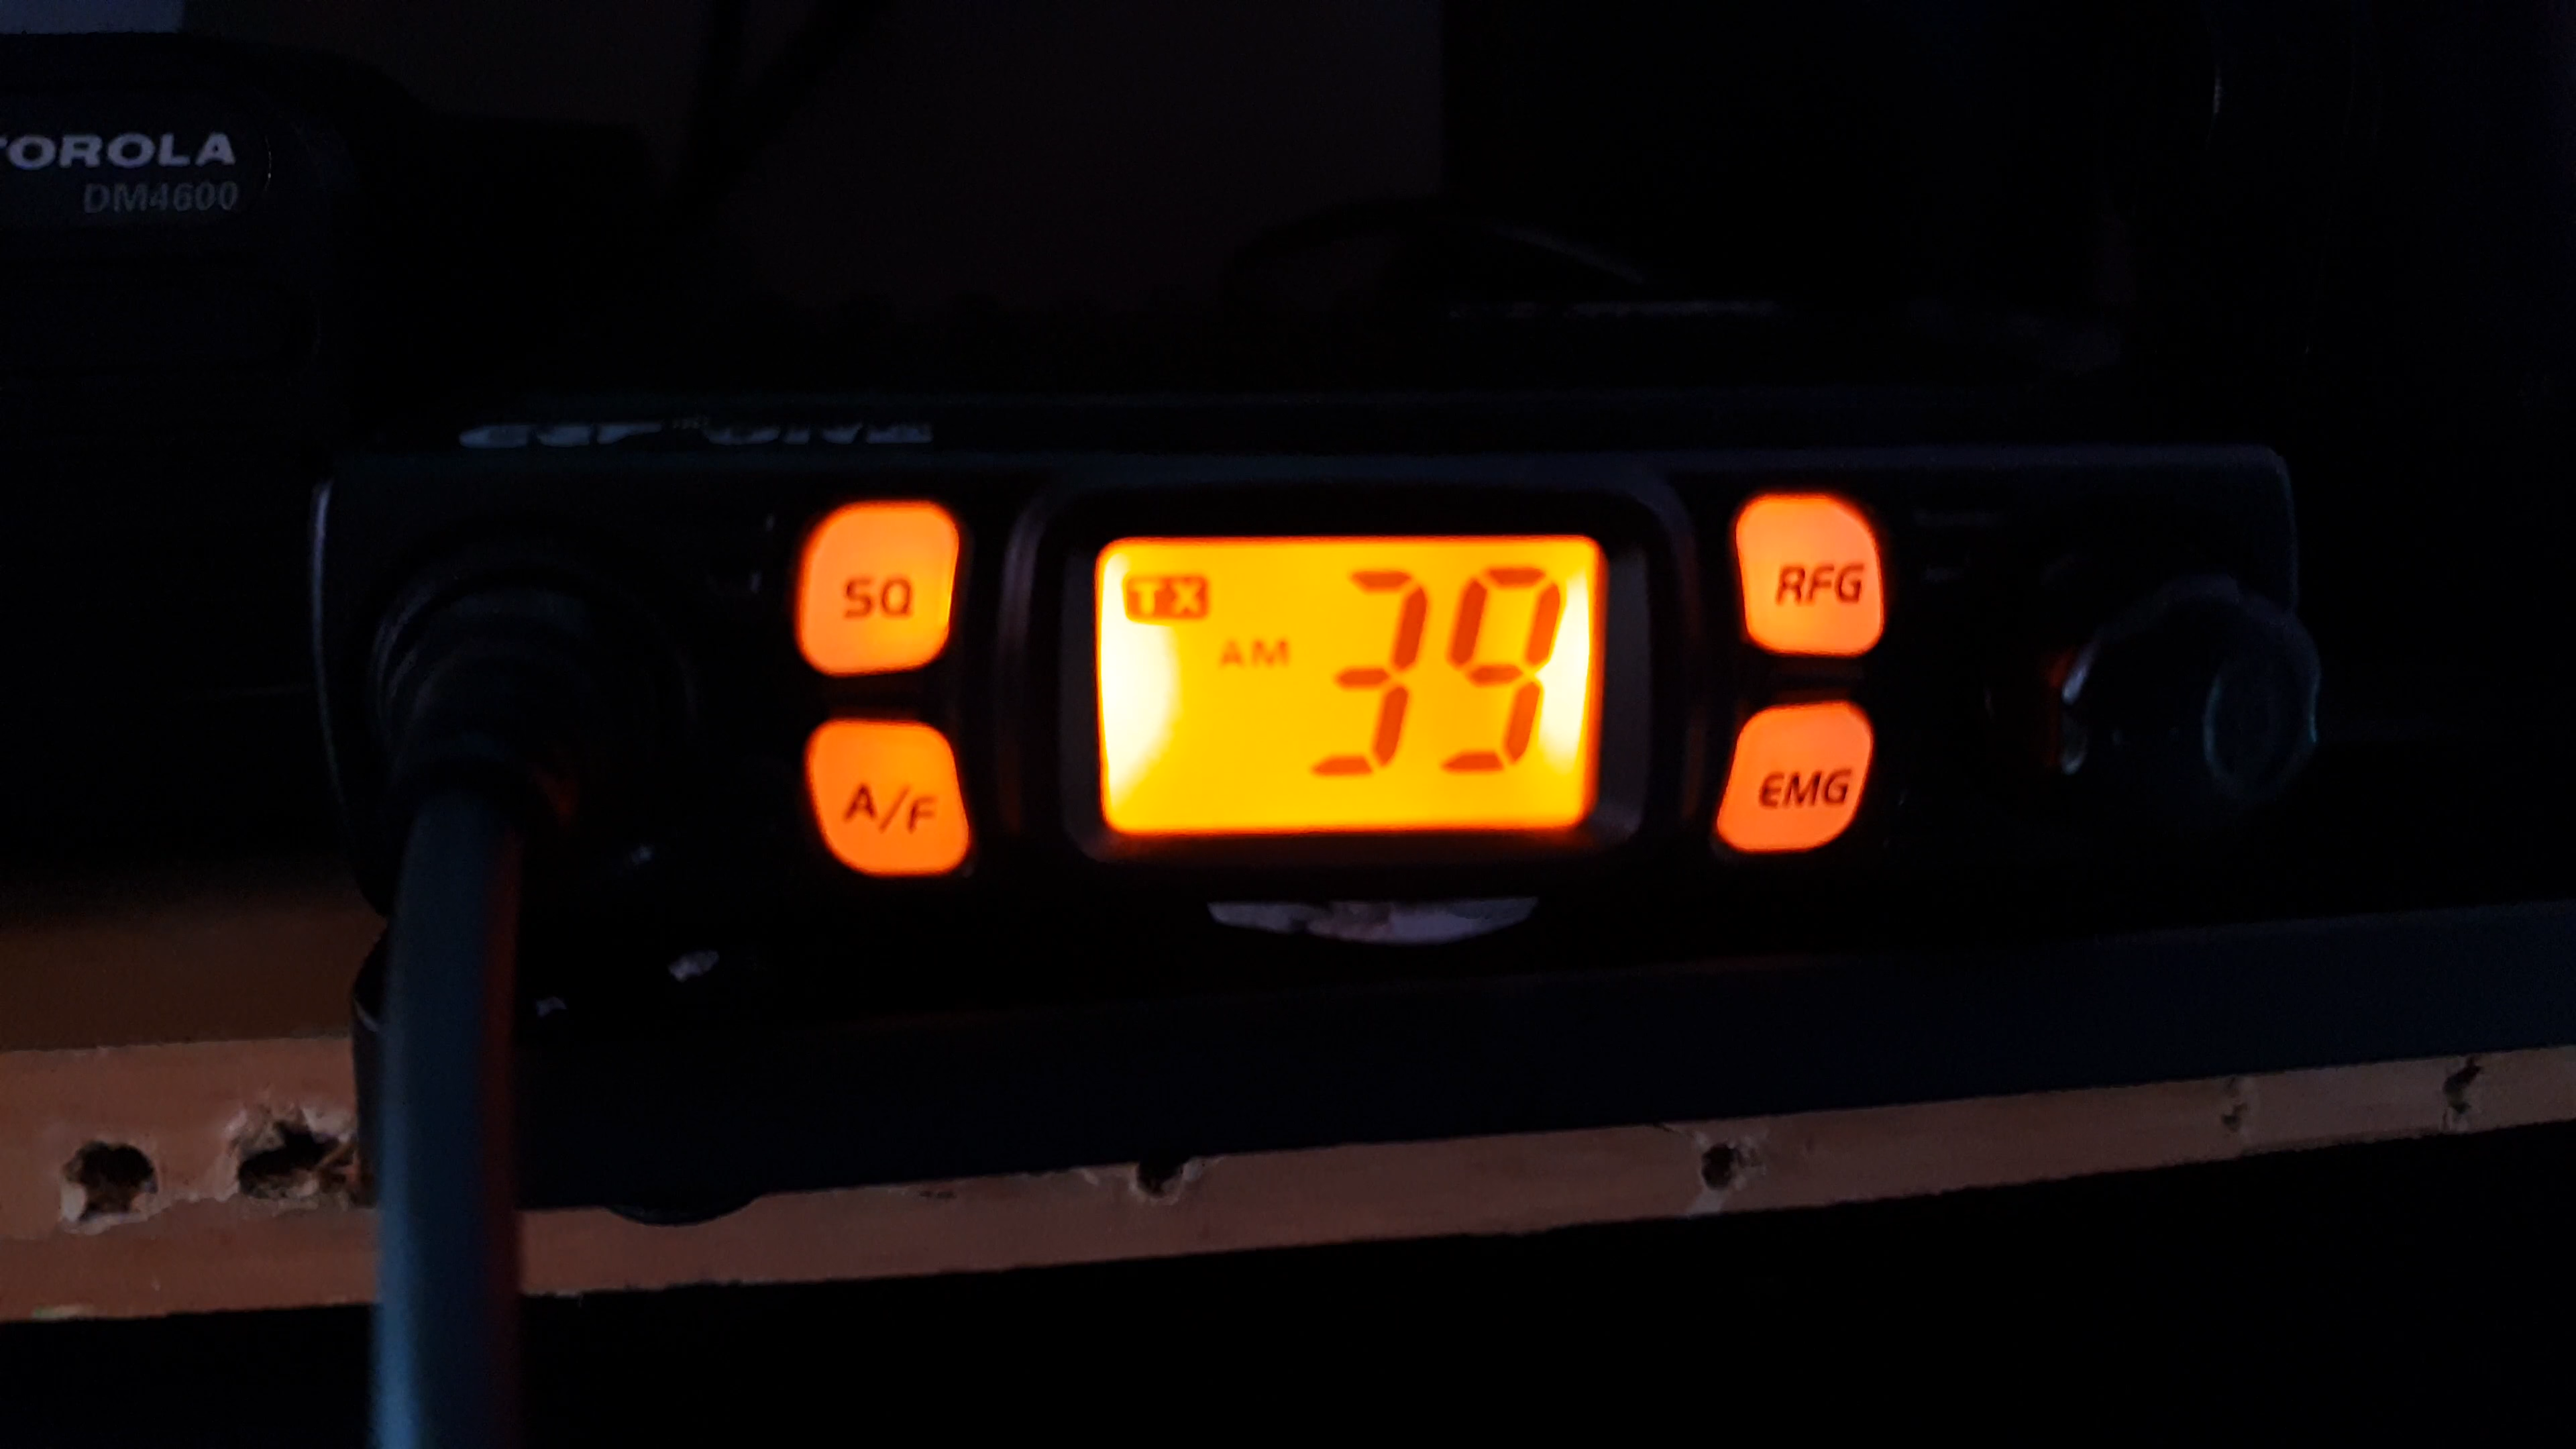 TOROLA
DM4600
SQ
RFG
TX
AM
39
A/F
EMG